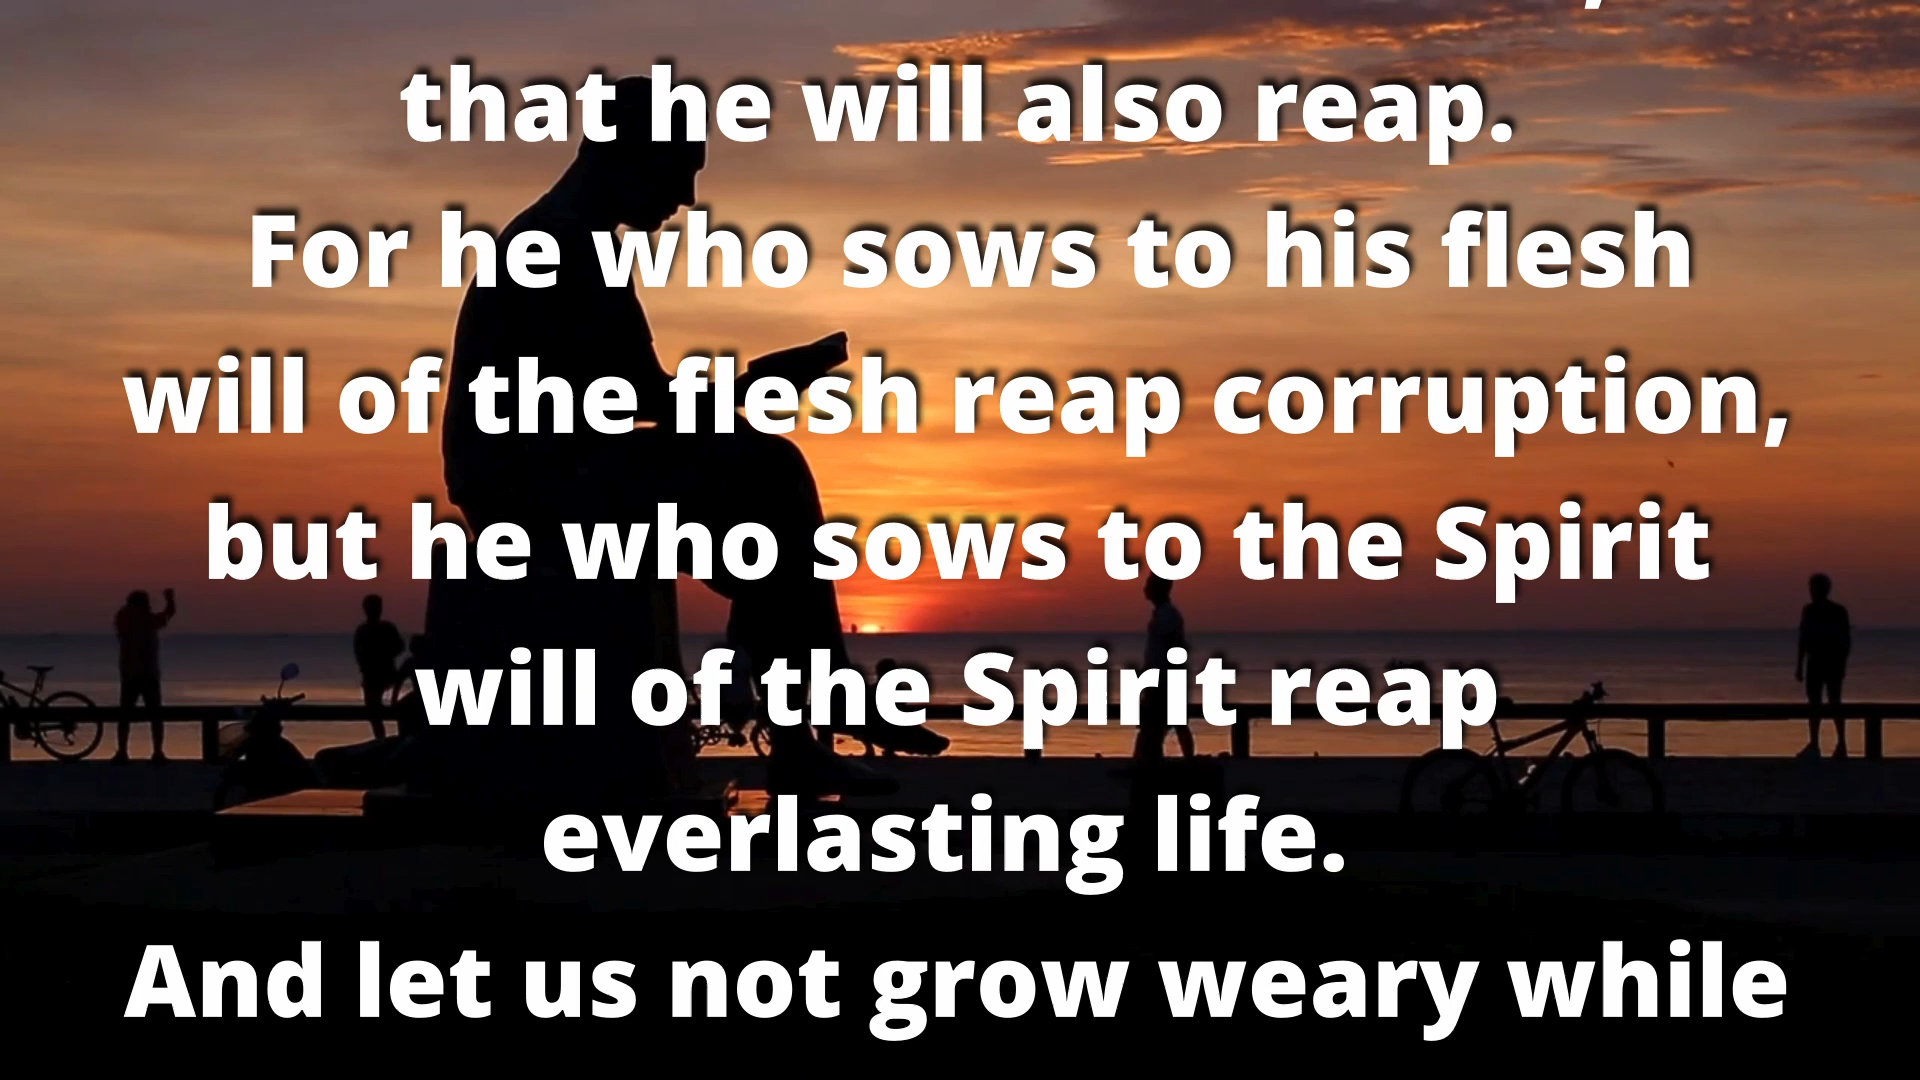 that he will also reap.
For he who sows to his flesh
will of the flesh reap corruption,
but he who sows to the Spirit
will of the Spirit reap
everlasting life.
And let us not grow weary while